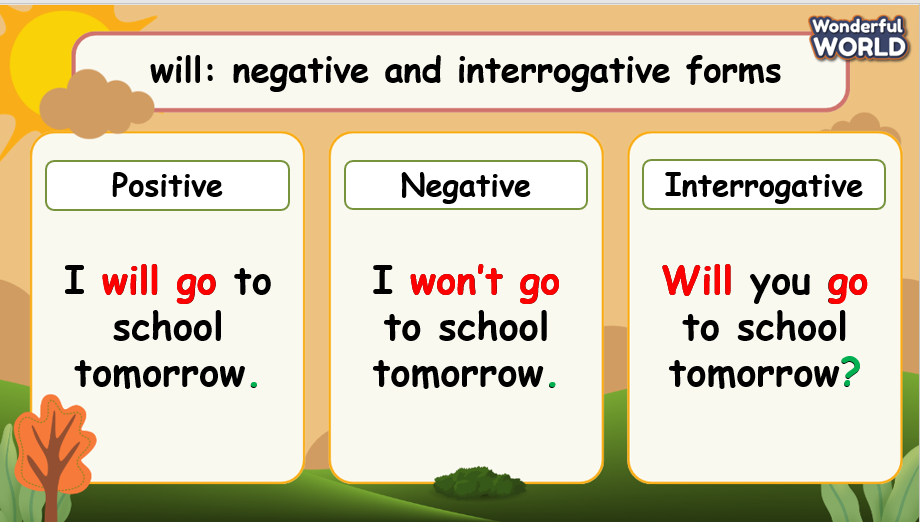 Wonderful
WORLD
will: negative and interrogative forms
Positive
I will go to
school
tomorrow.
Negative
I won't go
to school
tomorrow.
Interrogative
Will you go
to school
tomorrow?